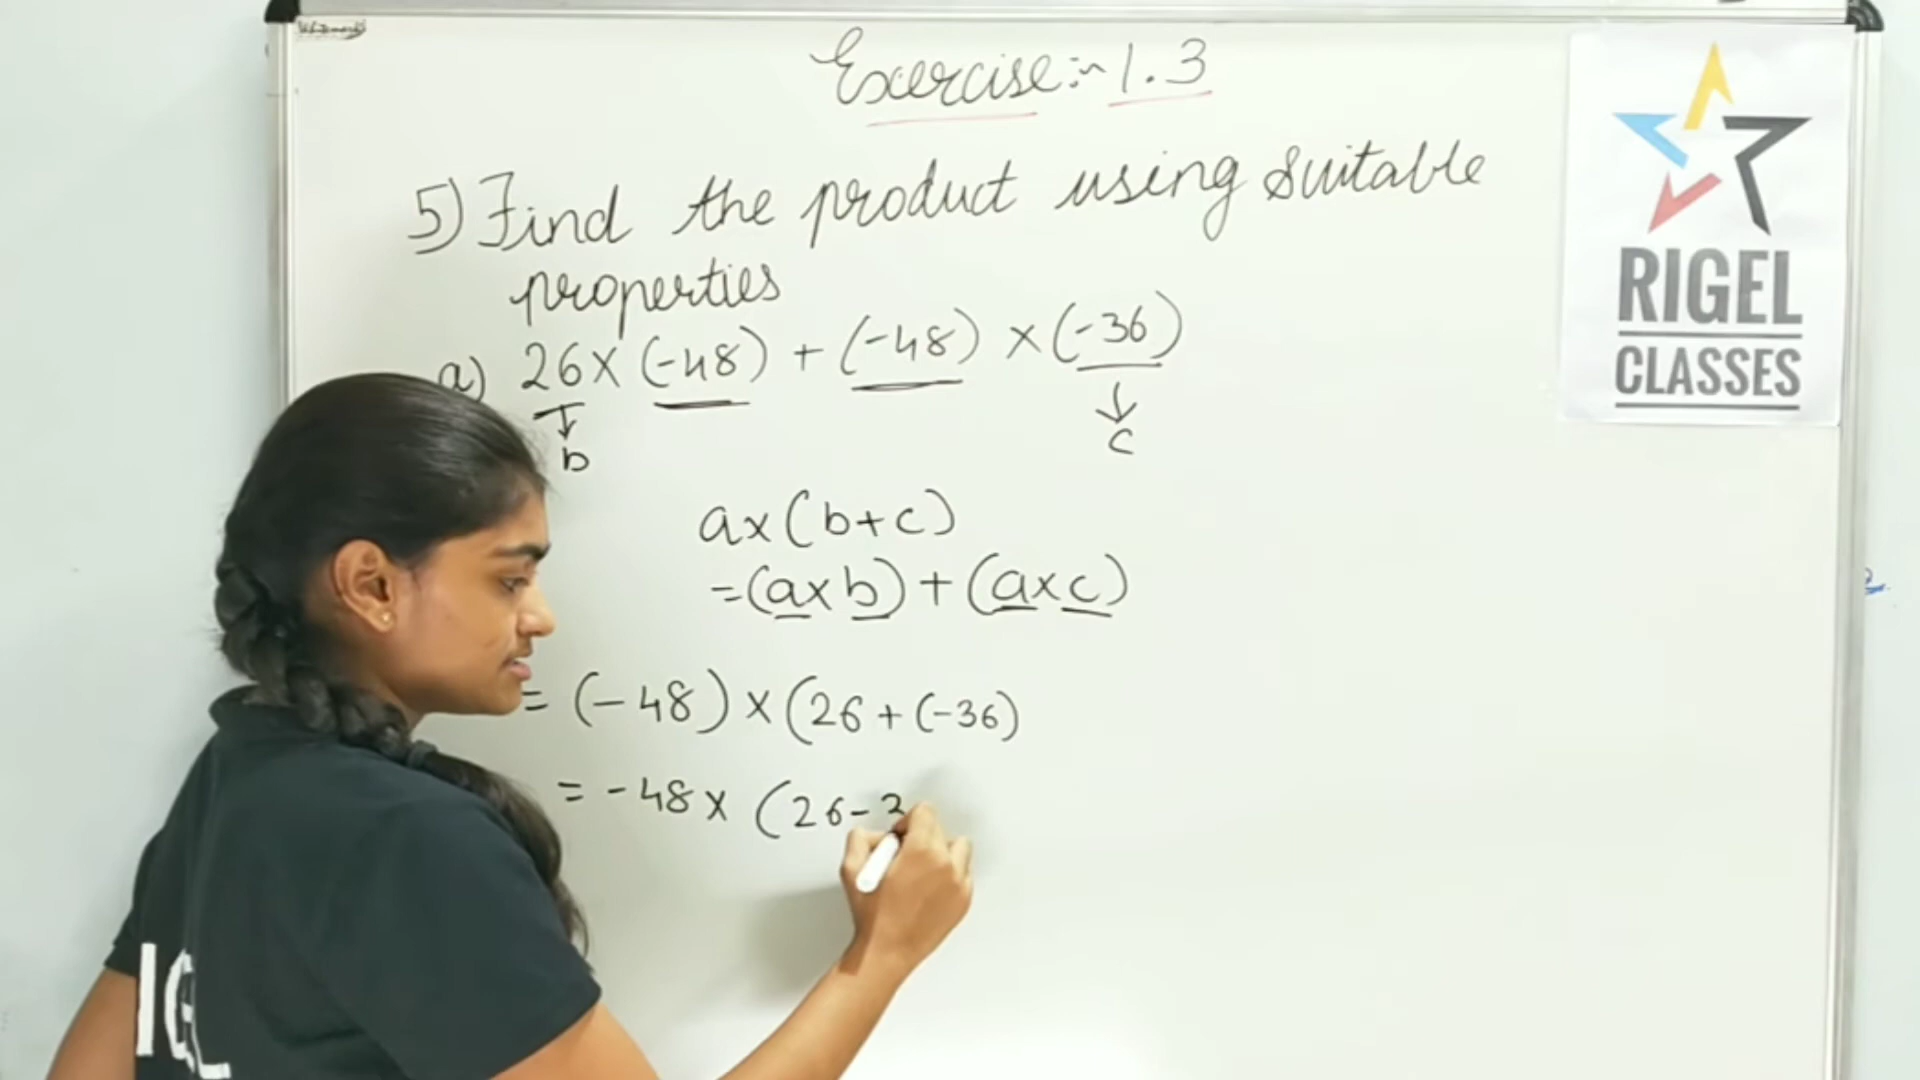 Exercise:~ 1.3
5) Find the product using suitable
properties
a) 26 × (-48) + (-48) × (-36)
b
c
a×(b+c)
=(a×b)+(a×c)
= (-48)×(26+(-36)
= -48× (26-3
RIGEL
CLASSES